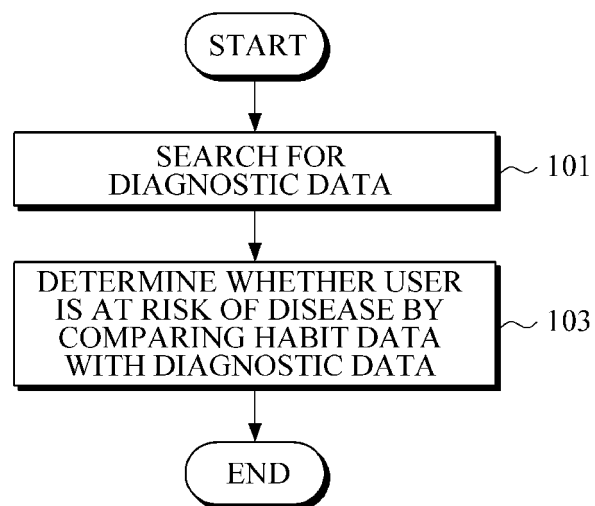 START
SEARCH FOR
DIAGNOSTIC DATA
101
DETERMINE WHETHER USER
IS AT RISK OF DISEASE BY
COMPARING HABIT DATA
WITH DIAGNOSTIC DATA
103
END